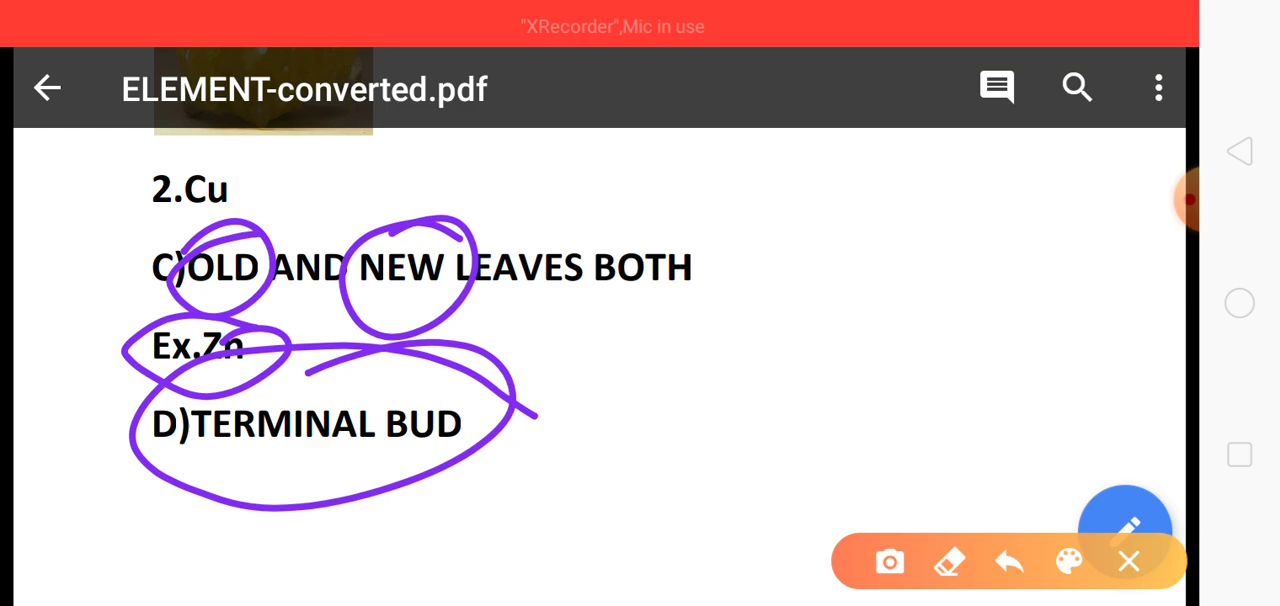 "XRecorder",Mic in use
ELEMENT-converted.pdf
2.Cu
C)OLD AND NEW LEAVES BOTH
Ex.Zn
D)TERMINAL BUD